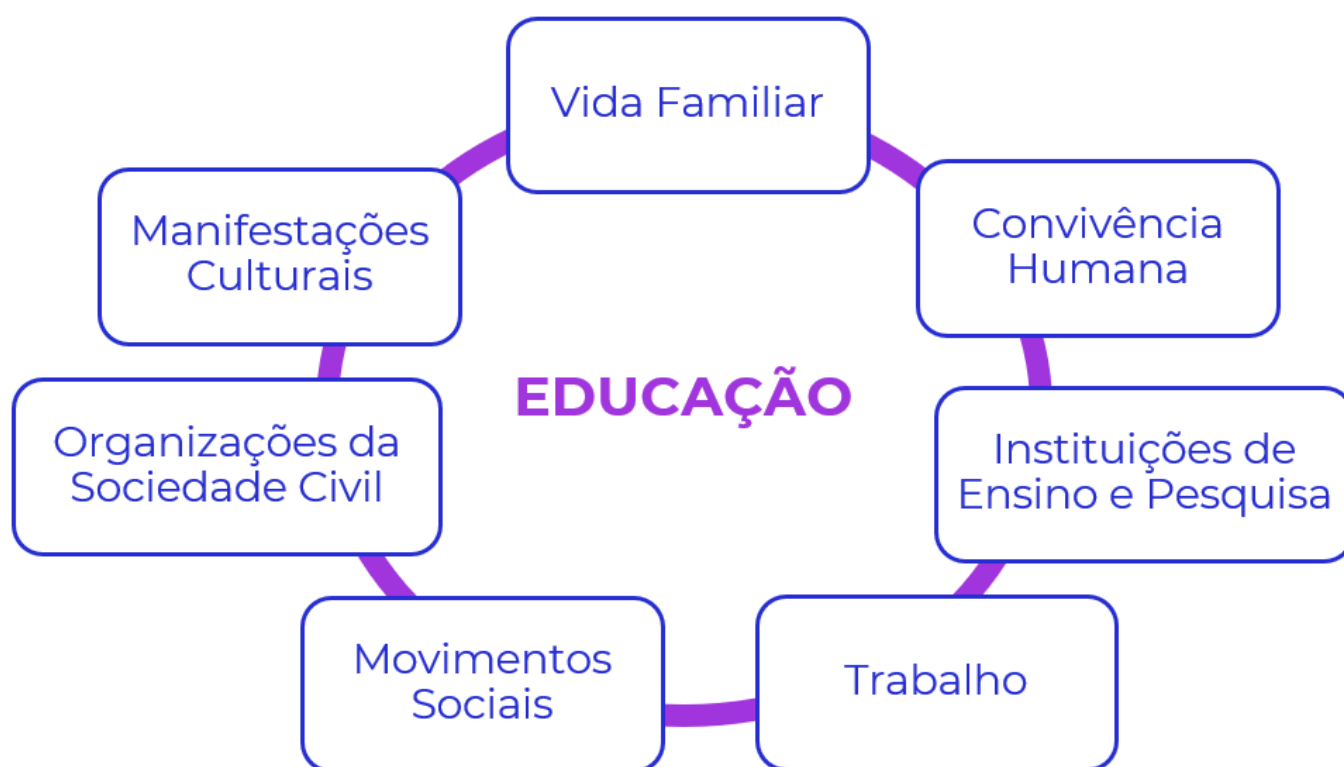 Vida Familiar
Convivência
Humana
Instituições de
Ensino e Pesquisa
Trabalho
Movimentos
Sociais
Organizações da
Sociedade Civil
Manifestações
Culturais
EDUCAÇÃO